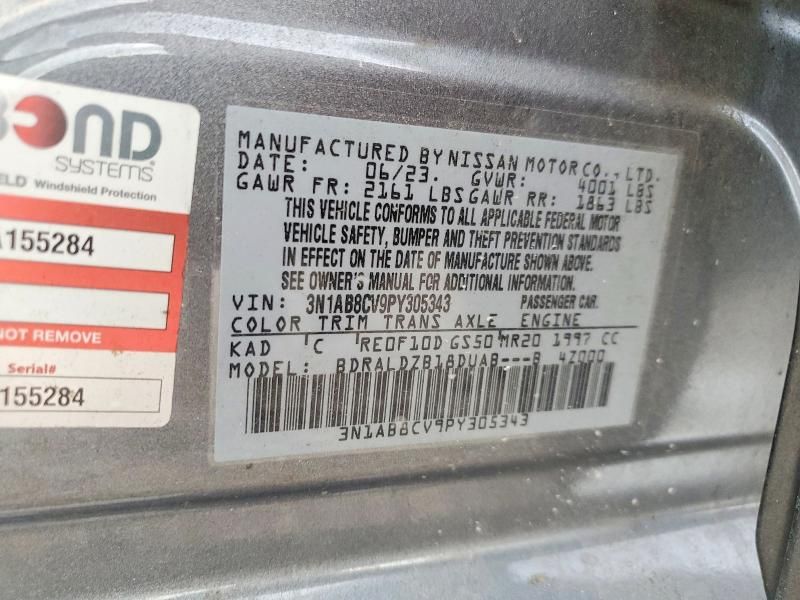 BOND
SYSTEMS®
ELD Windshield Protection
A155284
NOT REMOVE
Serial#
155284
MANUFACTURED BY NISSAN MOTOR CO., LTD.
DATE: 06/23. GVWR: 4001 LBS
GAWR FR: 2161 LBS GAWR RR: 1863 LBS
THIS VEHICLE CONFORMS TO ALL APPLICABLE FEDERAL MOTOR
VEHICLE SAFETY, BUMPER AND THEFT PREVENTION STANDARDS
IN EFFECT ON THE DATE OF MANUFACTURE SHOWN ABOVE.
SEE OWNER'S MANUAL FOR ADDITIONAL INFORMATION.
VIN: 3N1AB8CV9PY305343 PASSENGER CAR.
COLOR TRIM TRANS AXLE ENGINE
KAD C RE0F10D GS50 MR20 1997 CC
MODEL: BDRALDZB18DUAB---B 4Z000
3N1AB8CV9PY305343